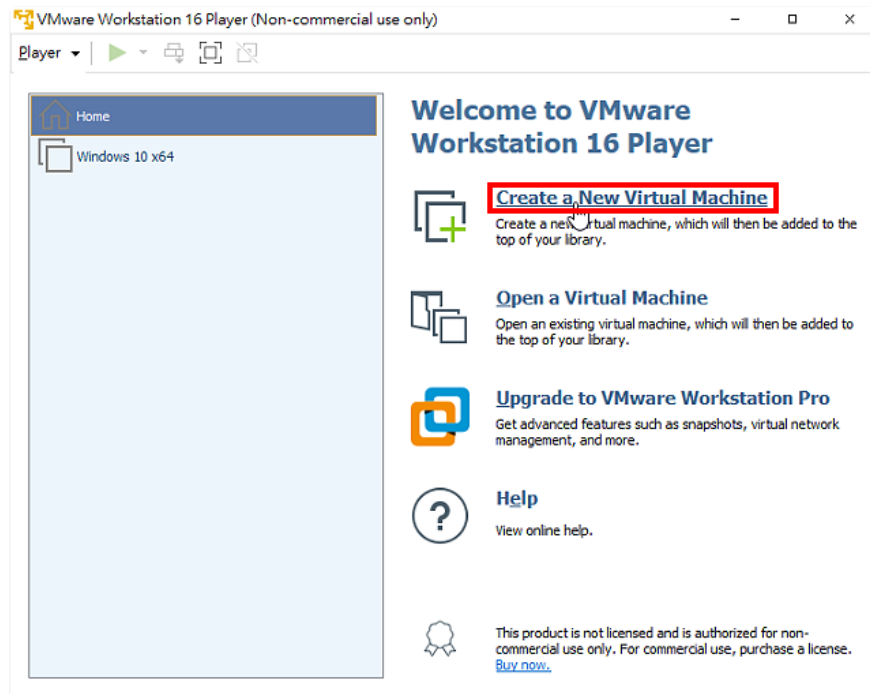 VMware Workstation 16 Player (Non-commercial use only)
Player
Home
Windows 10 x64
Welcome to VMware
Workstation 16 Player
Create a New Virtual Machine
Create a new virtual machine, which will then be added to the
top of your library.
Open a Virtual Machine
Open an existing virtual machine, which will then be added to
the top of your library.
Upgrade to VMware Workstation Pro
Get advanced features such as snapshots, virtual network
management, and more.
Help
?
View online help.
This product is not licensed and is authorized for non-
commercial use only. For commercial use, purchase a license.
Buy now.